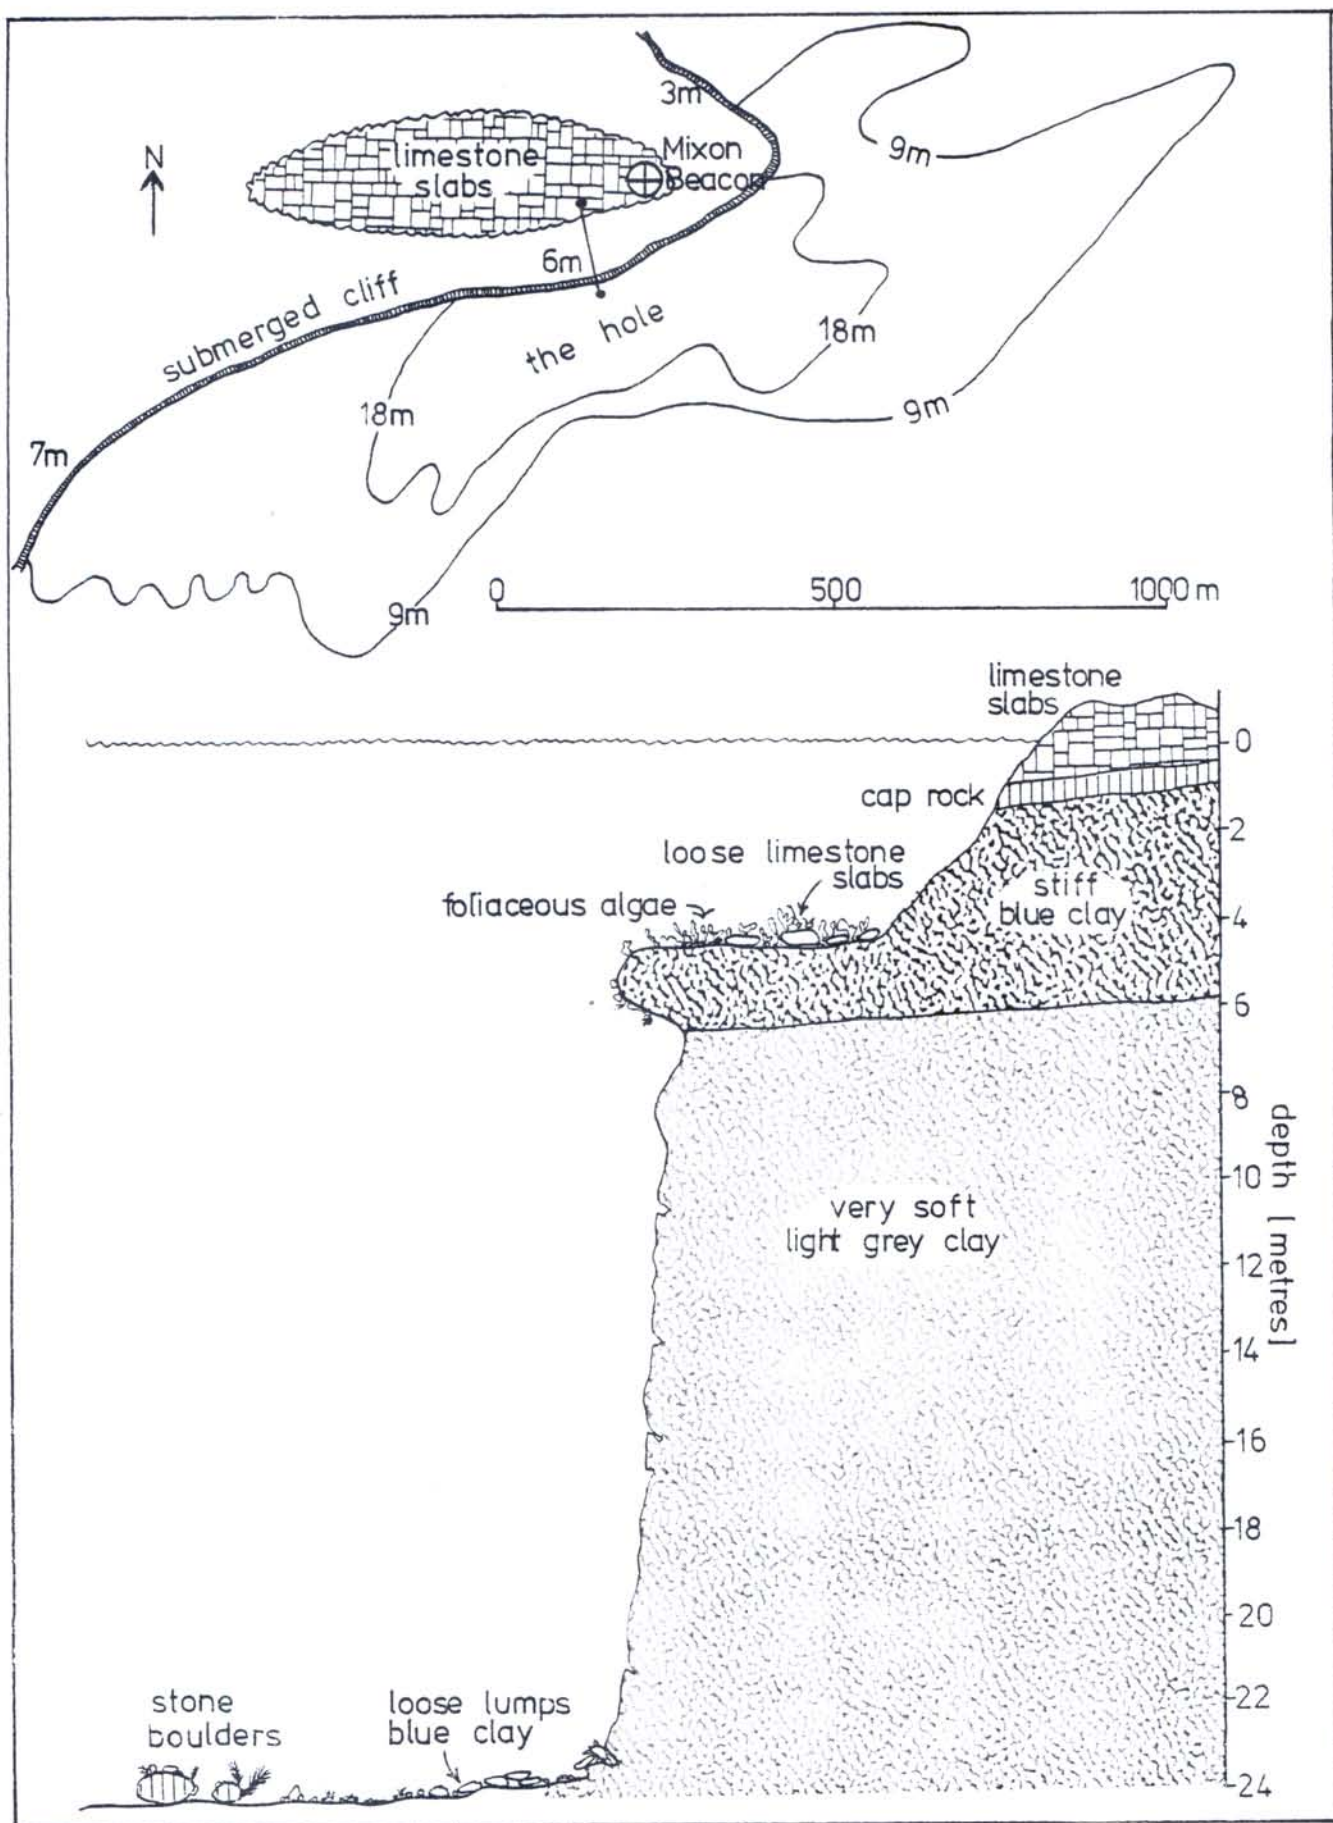 3m
9m
N
limestone
slabs
Mixon
Beacon
6m
submerged cliff
the hole
18m
18m
9m
7m
9m
0 500 1000 m
limestone
slabs
0
cap rock
2
loose limestone
slabs
foliaceous algae
stiff
blue clay
4
6
8
10
very soft
light grey clay
12
depth [metres]
14
16
18
20
22
24
stone
boulders
loose lumps
blue clay